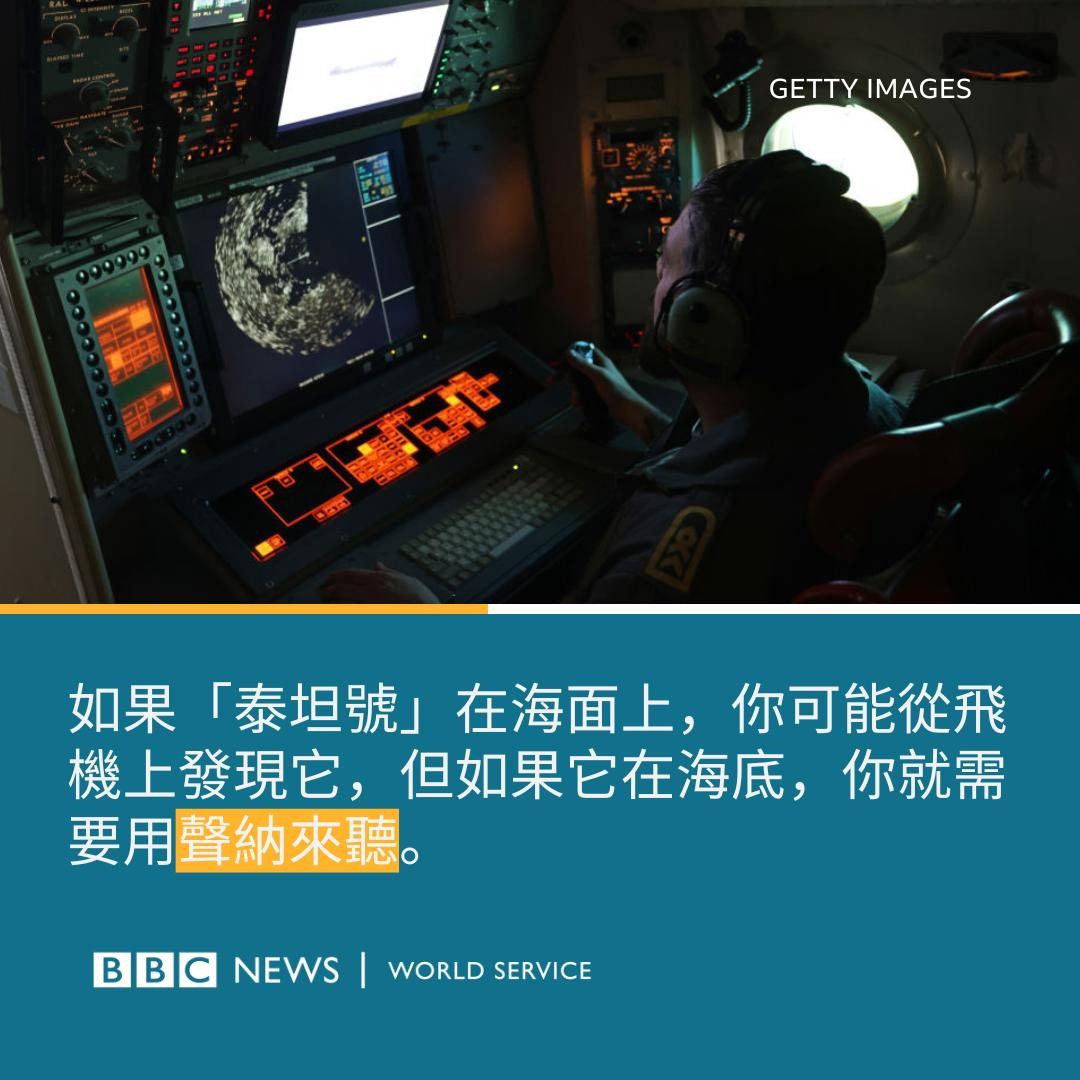 GETTY IMAGES
如果「泰坦號」在海面上，你可能從飛
機上發現它，但如果它在海底，你就需
要用聲納來聽。
BBC NEWS | WORLD SERVICE